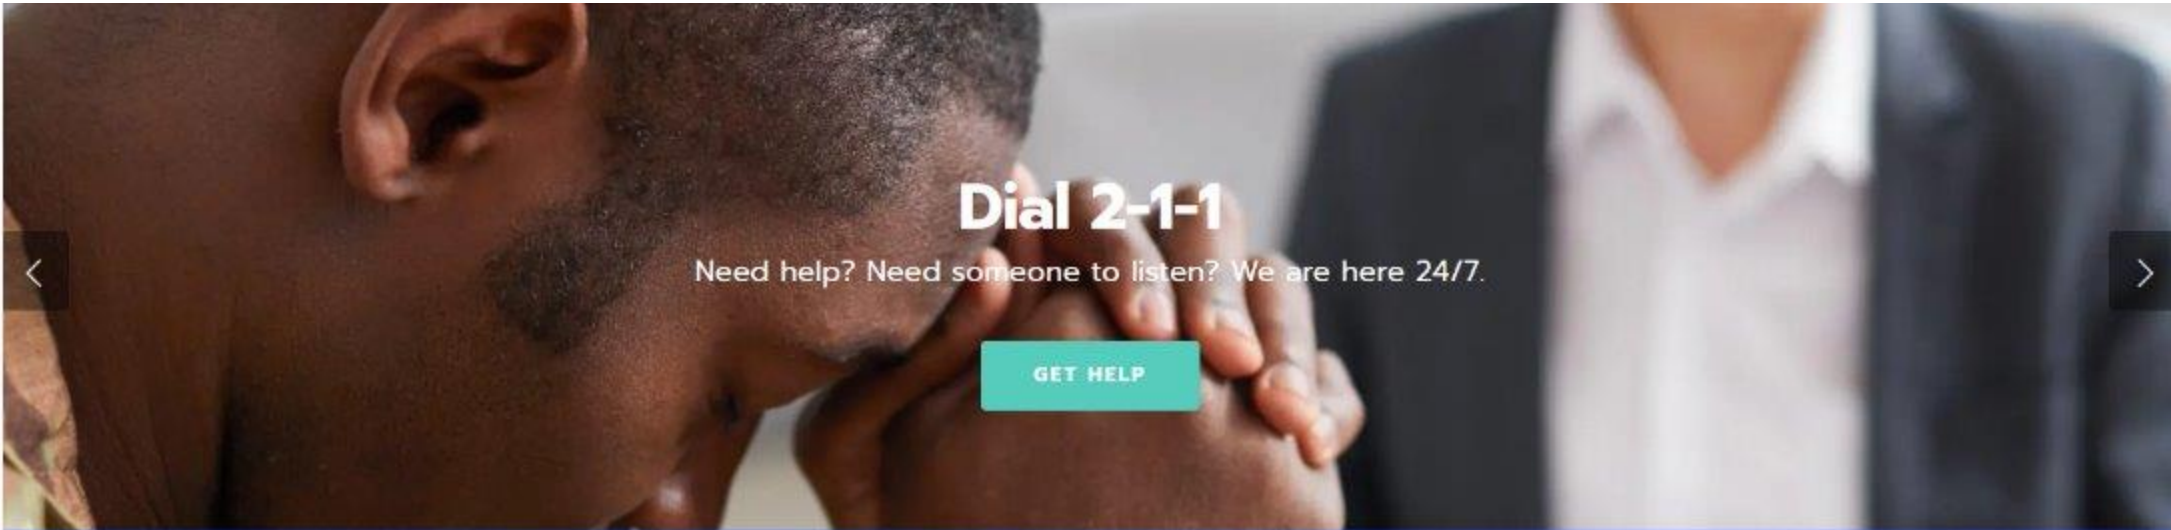 Dial 2-1-1
Need help? Need someone to listen? We are here 24/7.
GET HELP